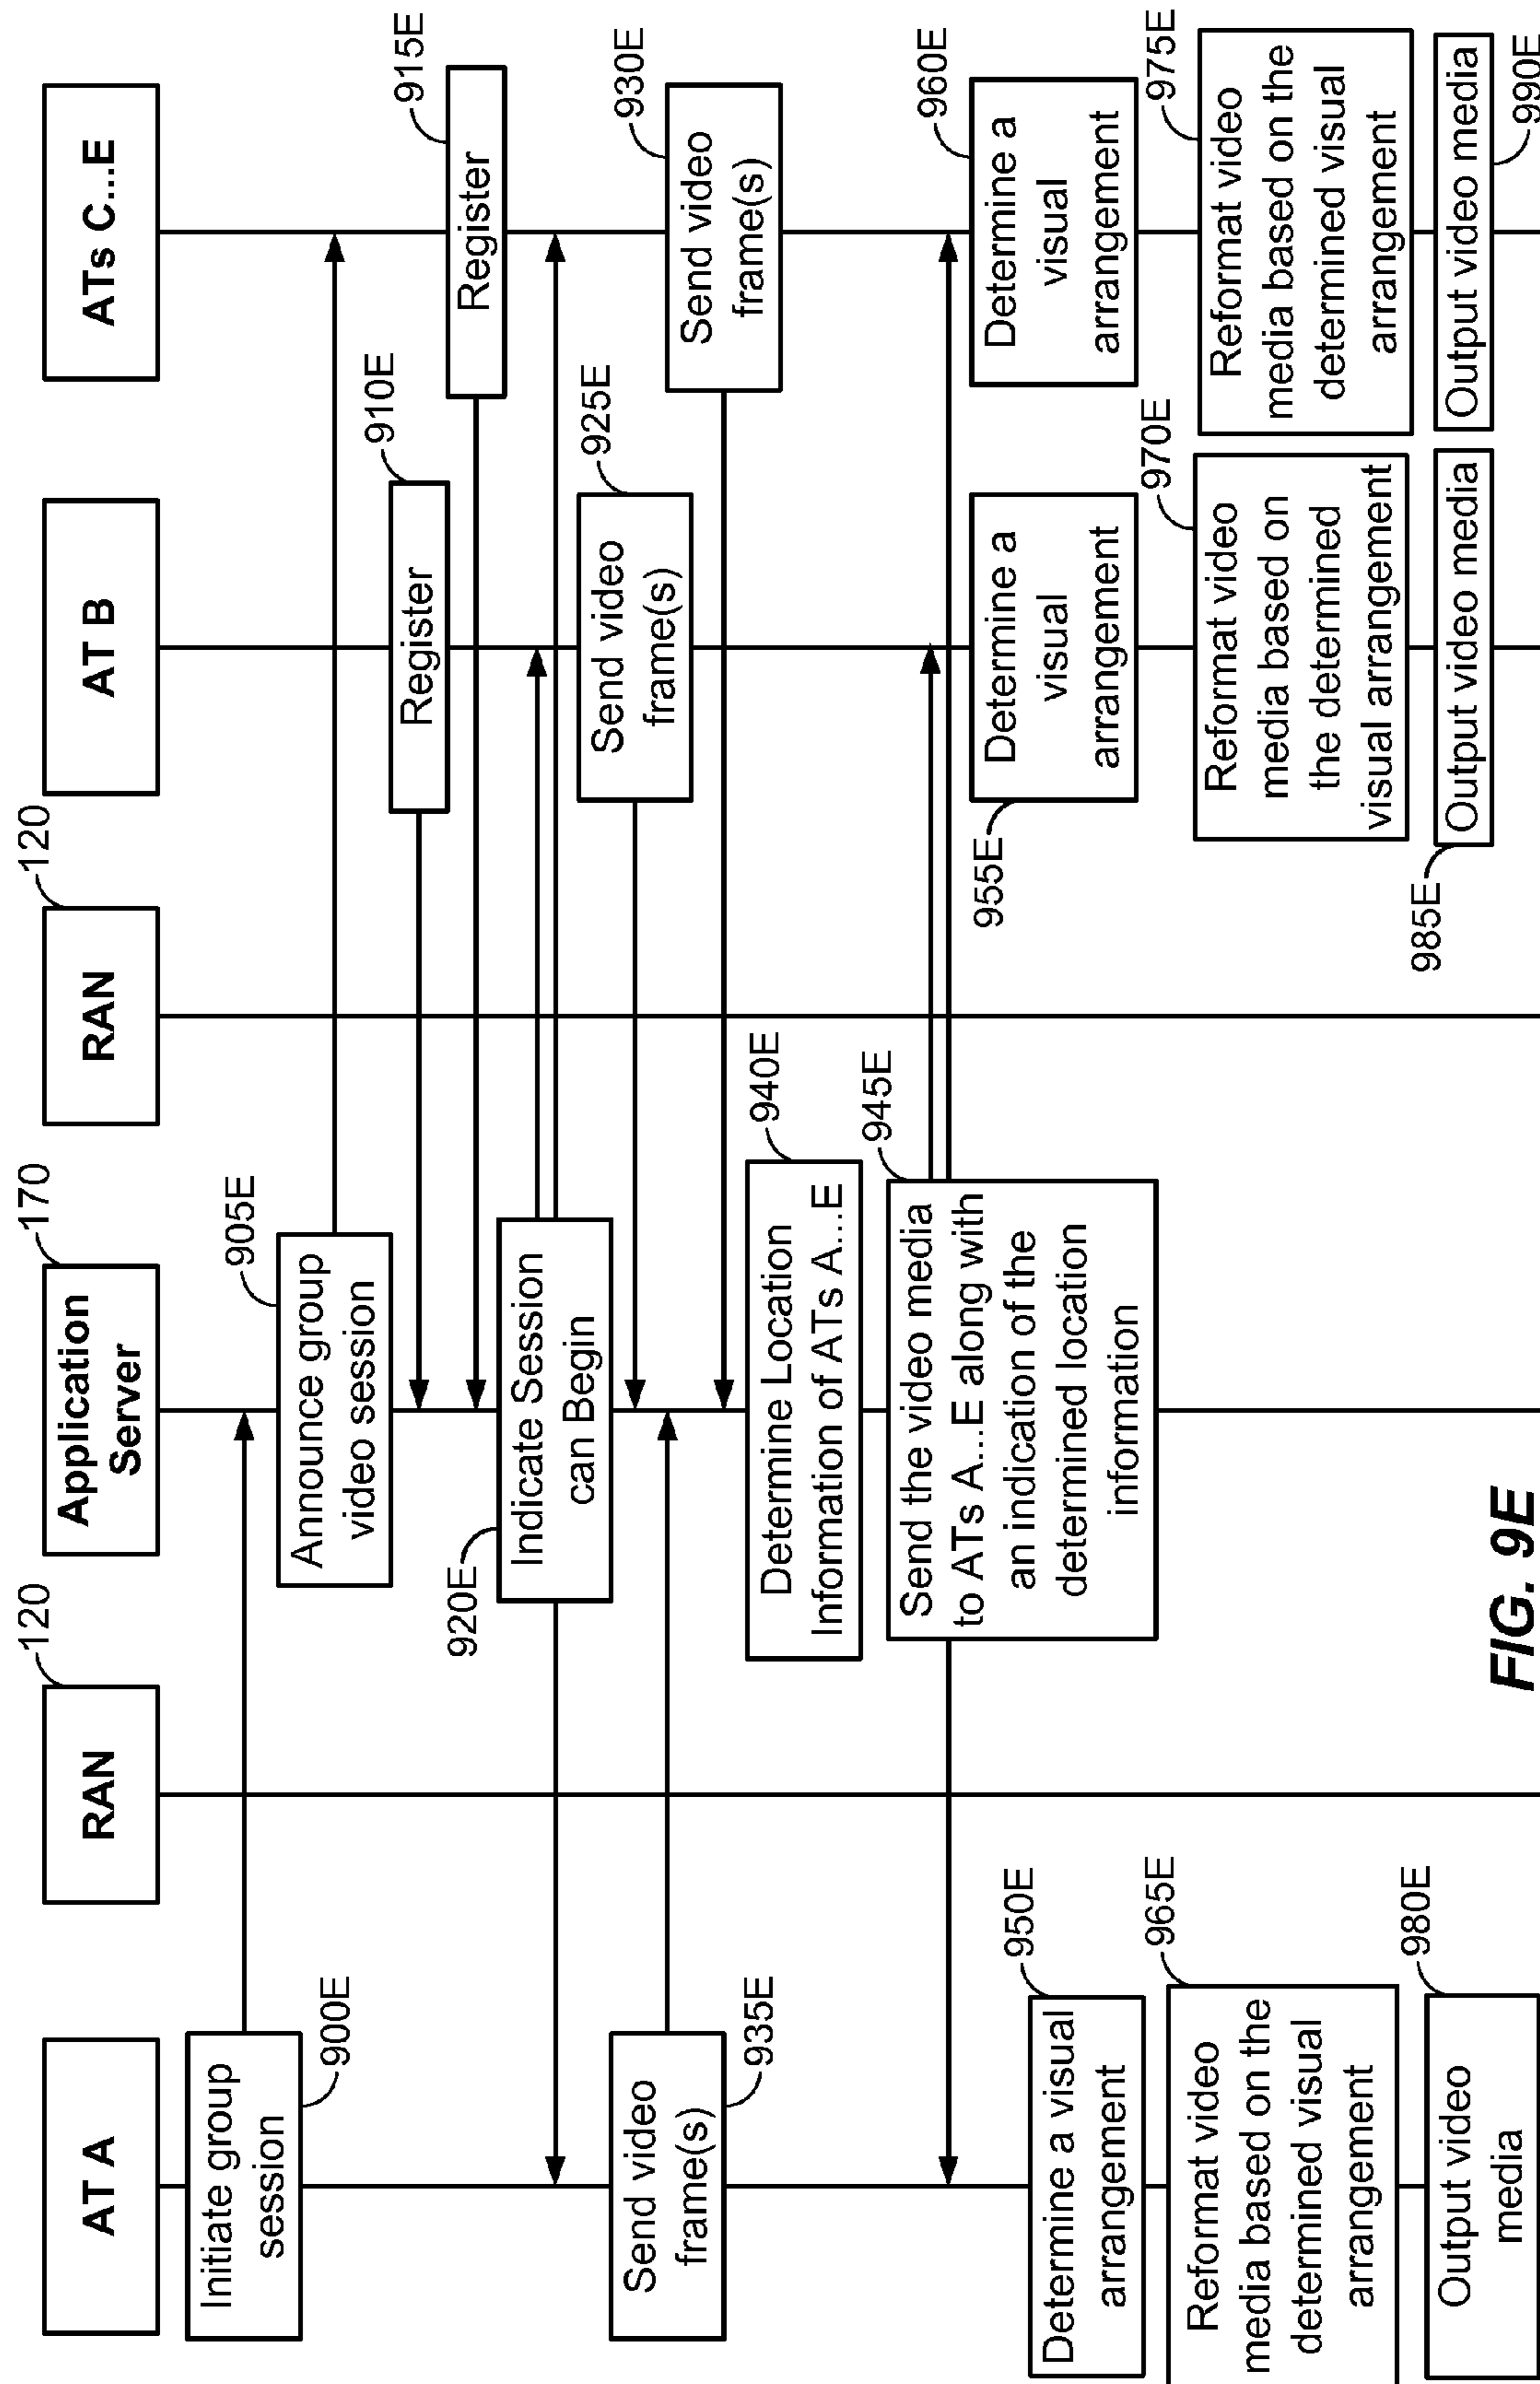 AT A
RAN
120
Application
Server
170
RAN
120
AT B
ATs C...E
Initiate group
session
900E
Announce group
video session
905E
Register
910E
Register
915E
Indicate Session
can Begin
920E
Send video
frame(s)
925E
Send video
frame(s)
930E
Send video
frame(s)
935E
Determine Location
Information of ATs A...E
940E
Send the video media
to ATs A...E along with
an indication of the
determined location
information
945E
Determine a visual
arrangement
950E
Determine a
visual
arrangement
955E
Determine a
visual
arrangement
960E
Reformat video
media based on the
determined visual
arrangement
965E
Reformat video
media based on
the determined
visual arrangement
970E
Reformat video
media based on the
determined visual
arrangement
975E
Output video
media
980E
Output video media
985E
Output video media
990E
FIG. 9E